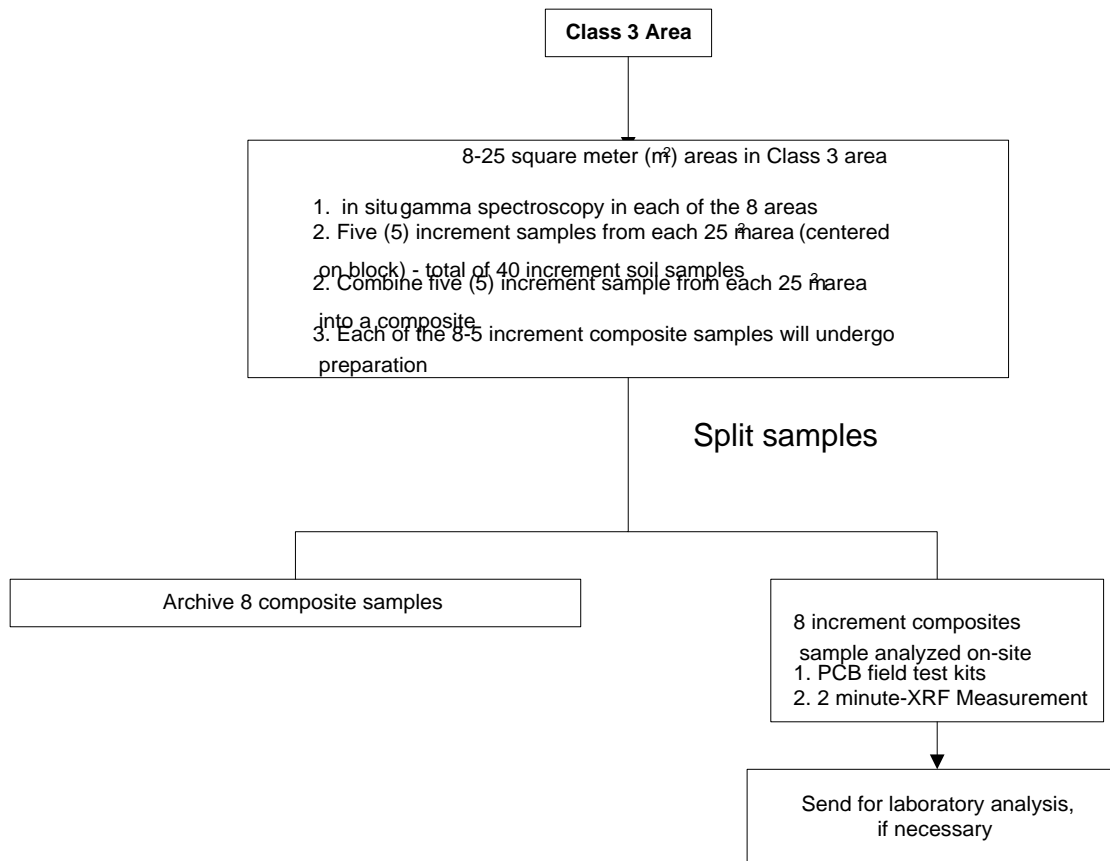 Class 3 Area
8-25 square meter (m²) areas in Class 3 area
1. in situ gamma spectroscopy in each of the 8 areas
2. Five (5) increment samples from each 25 m² area (centered
on block) - total of 40 increment soil samples
2. Combine five (5) increment sample from each 25 m² area
into a composite.
3. Each of the 8-5 increment composite samples will undergo
preparation
Split samples
Archive 8 composite samples
8 increment composites
sample analyzed on-site
1. PCB field test kits
2. 2 minute-XRF Measurement
Send for laboratory analysis,
if necessary